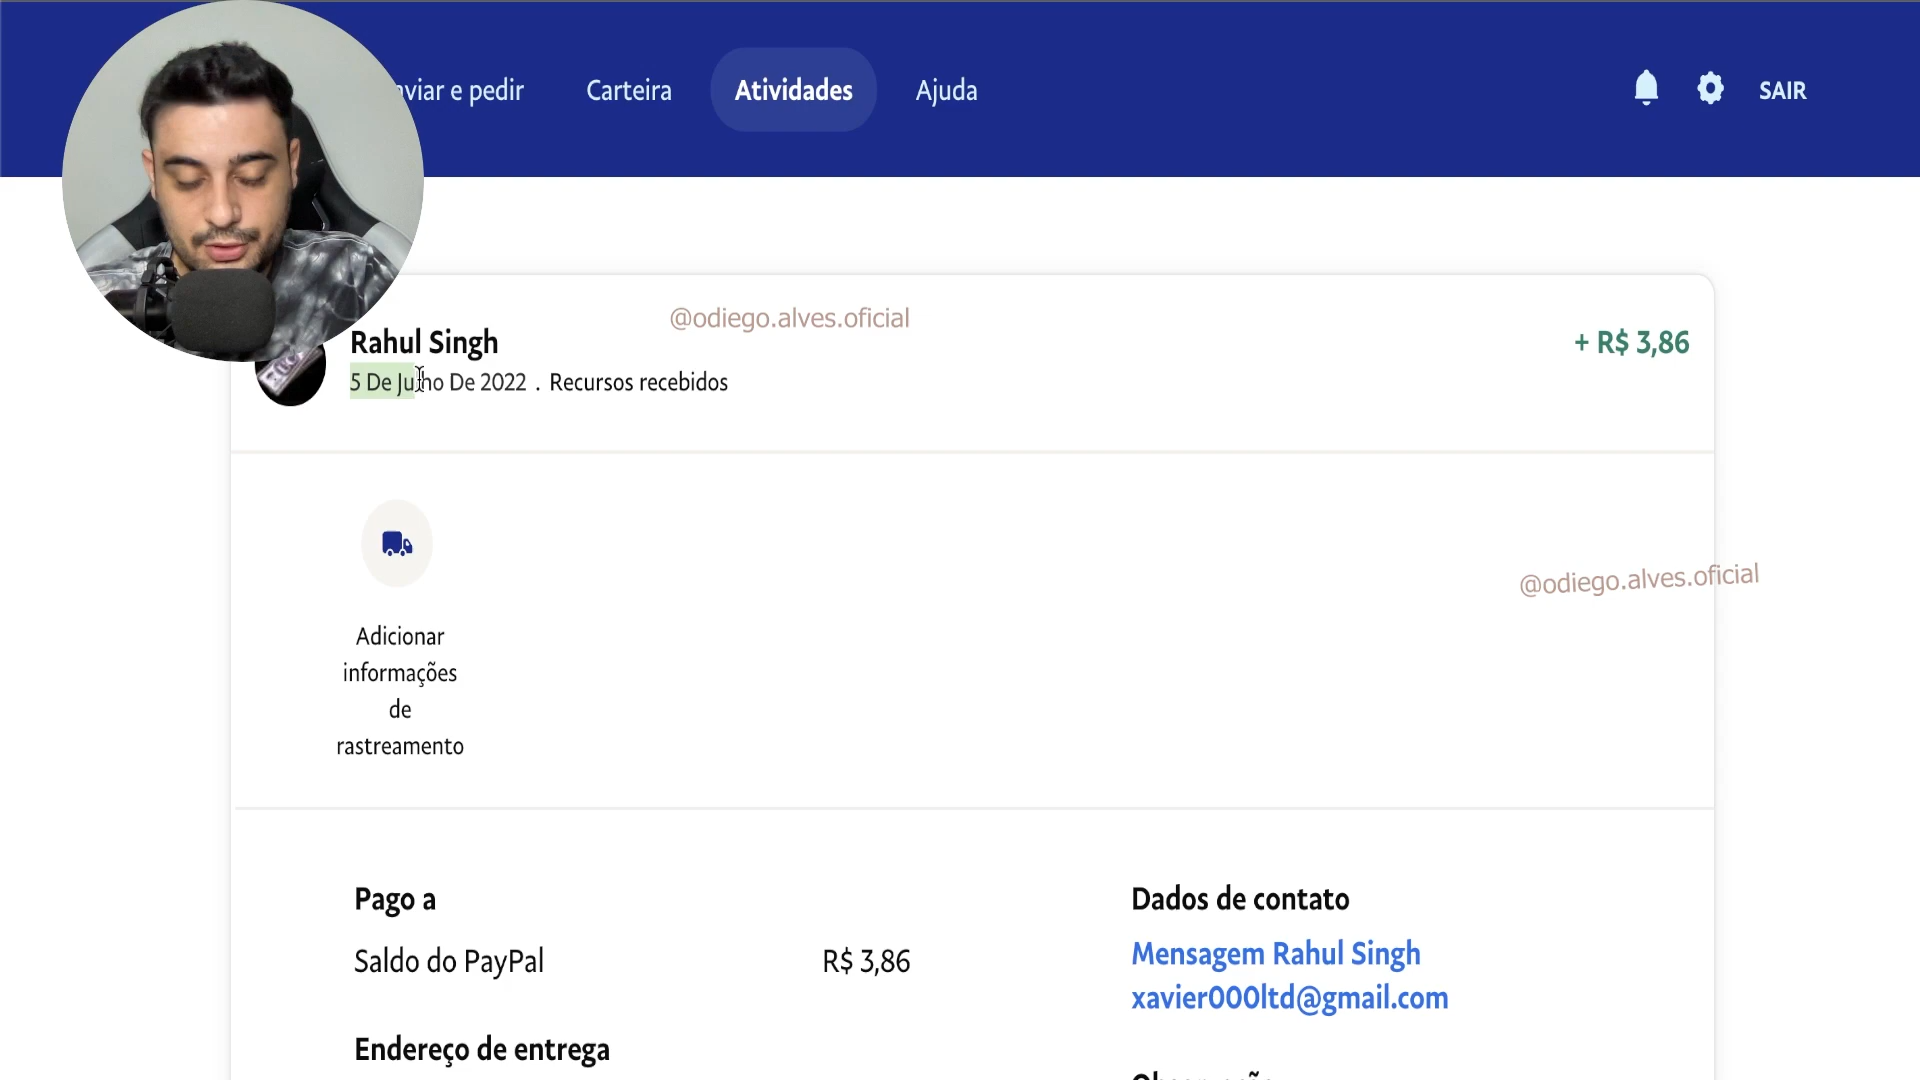 nviar e pedir
Carteira
Atividades
Ajuda
SAIR
@odiego.alves.oficial
Rahul Singh
+ R$ 3,86
5 De Julho De 2022 . Recursos recebidos
@odiego.alves.oficial
Adicionar
informações
de
rastreamento
Pago a
Saldo do PayPal
R$ 3,86
Endereço de entrega
Dados de contato
Mensagem Rahul Singh
xavier000ltd@gmail.com